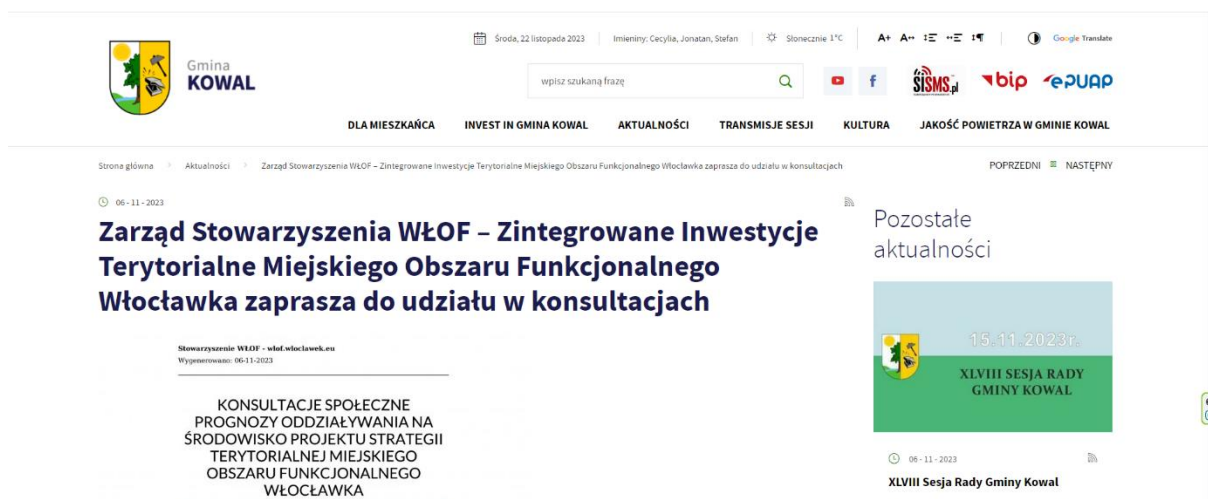 Środa, 22 listopada 2023
Imieniny: Cecylia, Jonatan, Stefan
Słonecznie 1°C
A+
Google Translate
Gmina
KOWAL
wpisz szukaną frazę
SISMS.pl
bip
ePUAP
DLA MIESZKAŃCA
INVEST IN GMINA KOWAL
AKTUALNOŚCI
TRANSMISJE SESJI
KULTURA
JAKOŚĆ POWIETRZA W GMINIE KOWAL
Strona główna
Aktualności
Zarząd Stowarzyszenia WŁOF – Zintegrowane Inwestycje Terytorialne Miejskiego Obszaru Funkcjonalnego Włocławka zaprasza do udziału w konsultacjach
POPRZEDNI
NASTĘPNY
06 - 11 - 2023
Zarząd Stowarzyszenia WŁOF – Zintegrowane Inwestycje
Terytorialne Miejskiego Obszaru Funkcjonalnego
Włocławka zaprasza do udziału w konsultacjach
Stowarzyszenie WŁOF - wlof.wloclawek.eu
Wygenerowano: 06-11-2023
KONSULTACJE SPOŁECZNE
PROGNOZY ODDZIAŁYWANIA NA
ŚRODOWISKO PROJEKTU STRATEGII
TERYTORIALNEJ MIEJSKIEGO
OBSZARU FUNKCJONALNEGO
WŁOCŁAWKA
Pozostałe
aktualności
15.11.2023r.
XLVIII SESJA RADY
GMINY KOWAL
06 - 11 - 2023
XLVIII Sesja Rady Gminy Kowal